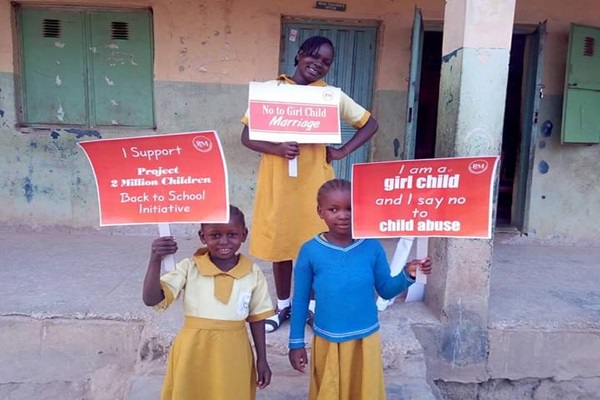 No to Girl Child
Marriage
I Support
Project
2 Million Children
Back to School
Initiative
I am a
girl child
and I say no
to
child abuse